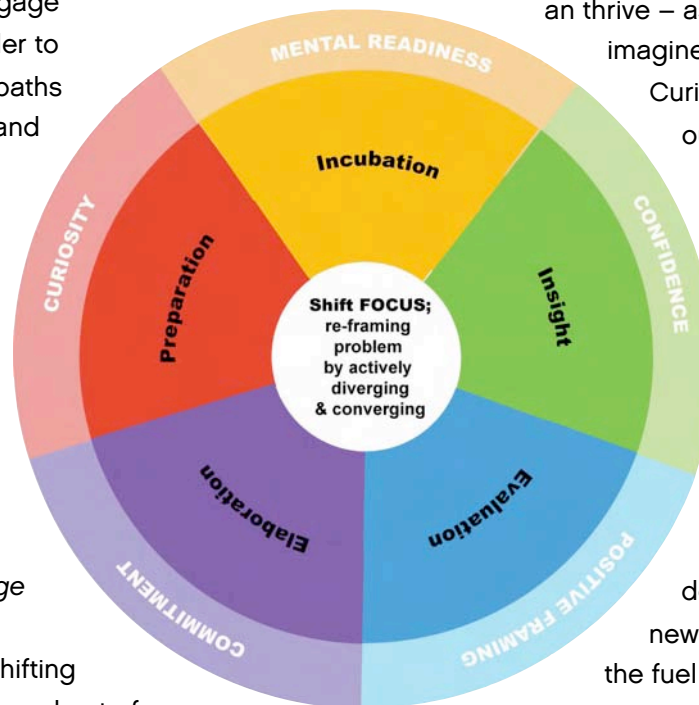 gage
an thrive – a
der to
imagine
paths
Curi
and
MENTAL READINESS
Incubation
CURIOSITY
CONFIDENCE
Preparation
Insight
Shift FOCUS;
re-framing
problem
by actively
diverging
& converging
Elaboration
Evaluation
COMMITMENT
POSITIVE FRAMING
ge
new
hifting
the fuel